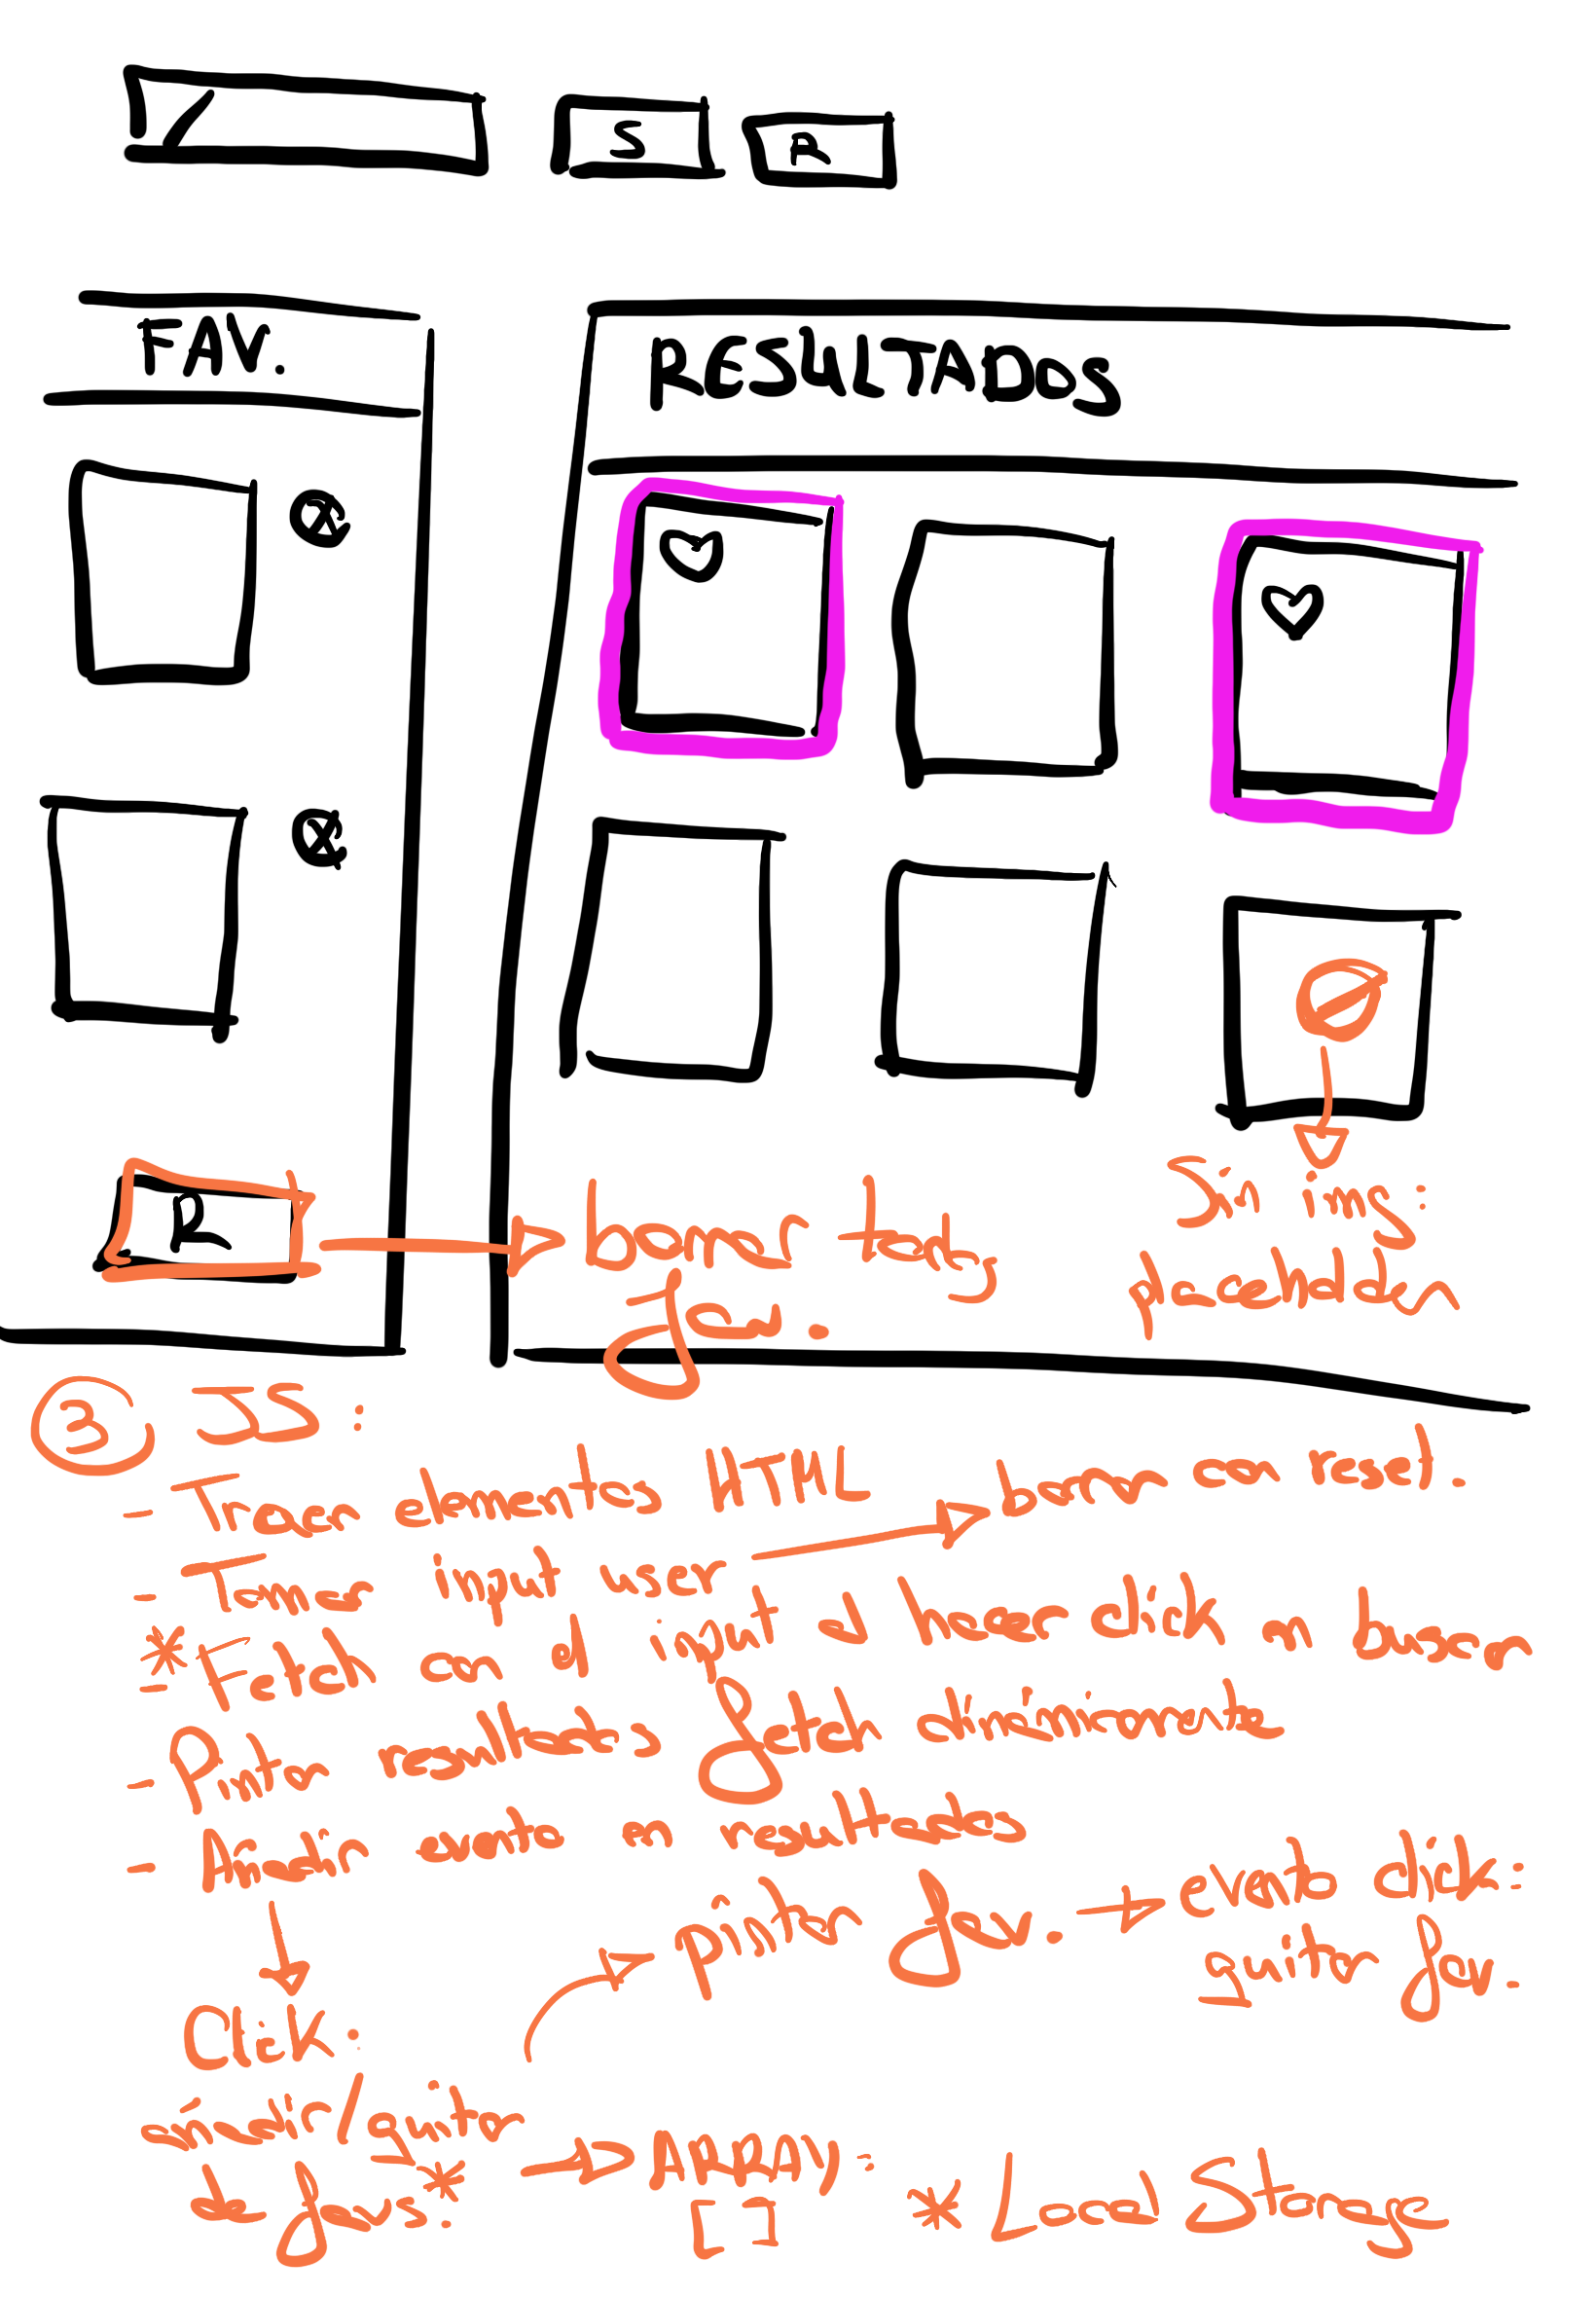 S R
FAV.
RESULTADOS
R
borrar tods
fav.
Sin img:
placeholder
3 JS:
- Traer elementos HTML
- Tomar input user borrar con reset.
* - Fetch con el input al hacer click en buscar
- Pintar resultados fetch dinámicamente
- Añadir evento en resultados
Click:
añadir/quitar
de favs.*
pintar fav. → evento click:
quitar fav.
ARRAY:
[ ]
* Local Storage